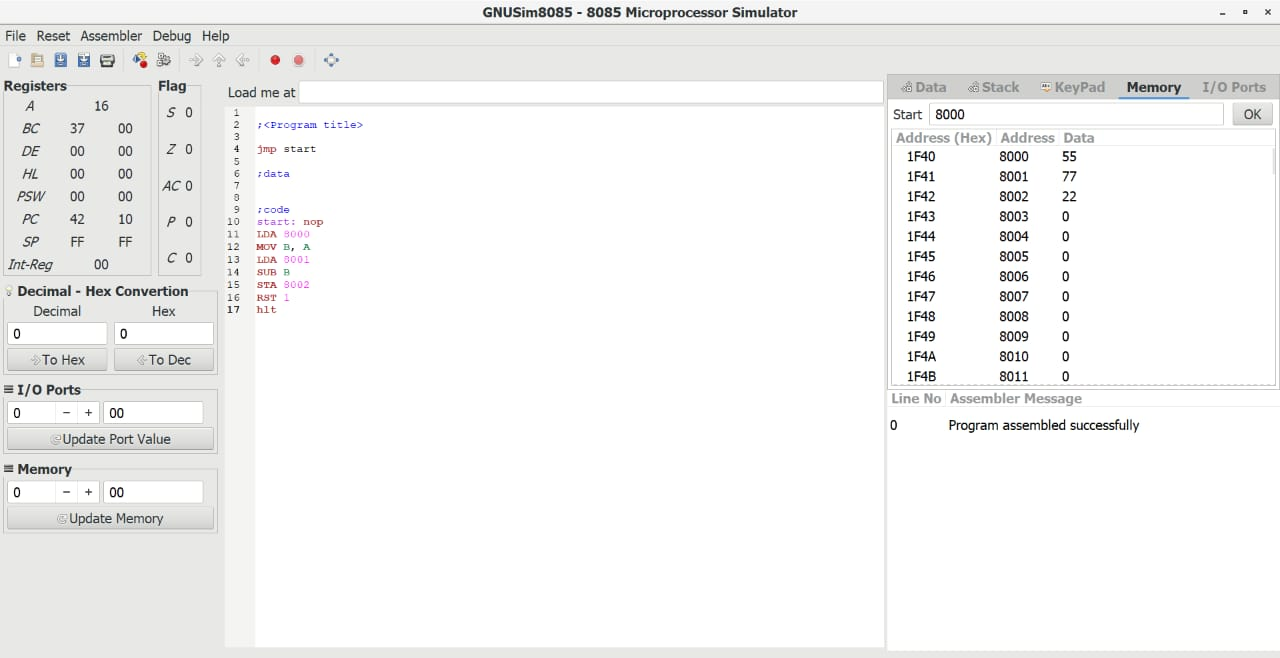 GNUSim8085 - 8085 Microprocessor Simulator
File Reset Assembler Debug Help
Registers
A 16
BC 37 00
DE 00 00
HL 00 00
PSW 00 00
PC 42 10
SP FF FF
Int-Reg 00
Flag
S 0
Z 0
AC 0
P 0
C 0
Decimal - Hex Convertion
Decimal Hex
0 0
To Hex To Dec
I/O Ports
0 − + 00
Update Port Value
Memory
0 − + 00
Update Memory
Load me at
1
2 ;<Program title>
3
4 jmp start
5
6 ;data
7
8
9 ;code
10 start: nop
11 LDA 8000
12 MOV B, A
13 LDA 8001
14 SUB B
15 STA 8002
16 RST 1
17 hlt
Data Stack KeyPad Memory I/O Ports
Start 8000 OK
Address (Hex) Address Data
1F40 8000 55
1F41 8001 77
1F42 8002 22
1F43 8003 0
1F44 8004 0
1F45 8005 0
1F46 8006 0
1F47 8007 0
1F48 8008 0
1F49 8009 0
1F4A 8010 0
1F4B 8011 0
Line No Assembler Message
0 Program assembled successfully